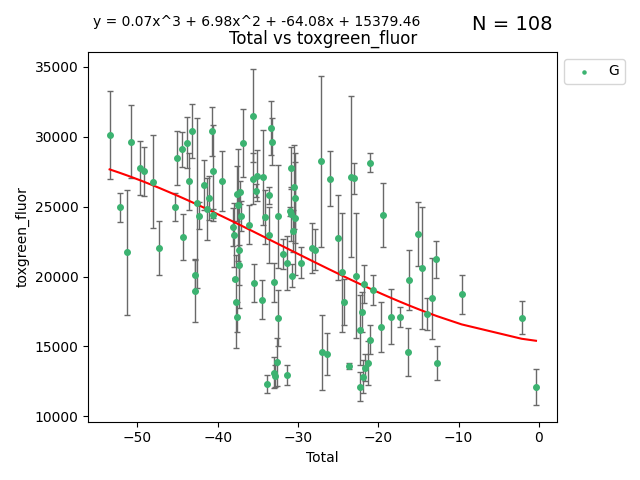 y = 0.07x^3 + 6.98x^2 + -64.08x + 15379.46
N = 108
Total vs toxgreen_fluor
G
35000
30000
25000
20000
15000
10000
toxgreen_fluor
−50
−40
−30
−20
−10
0
Total